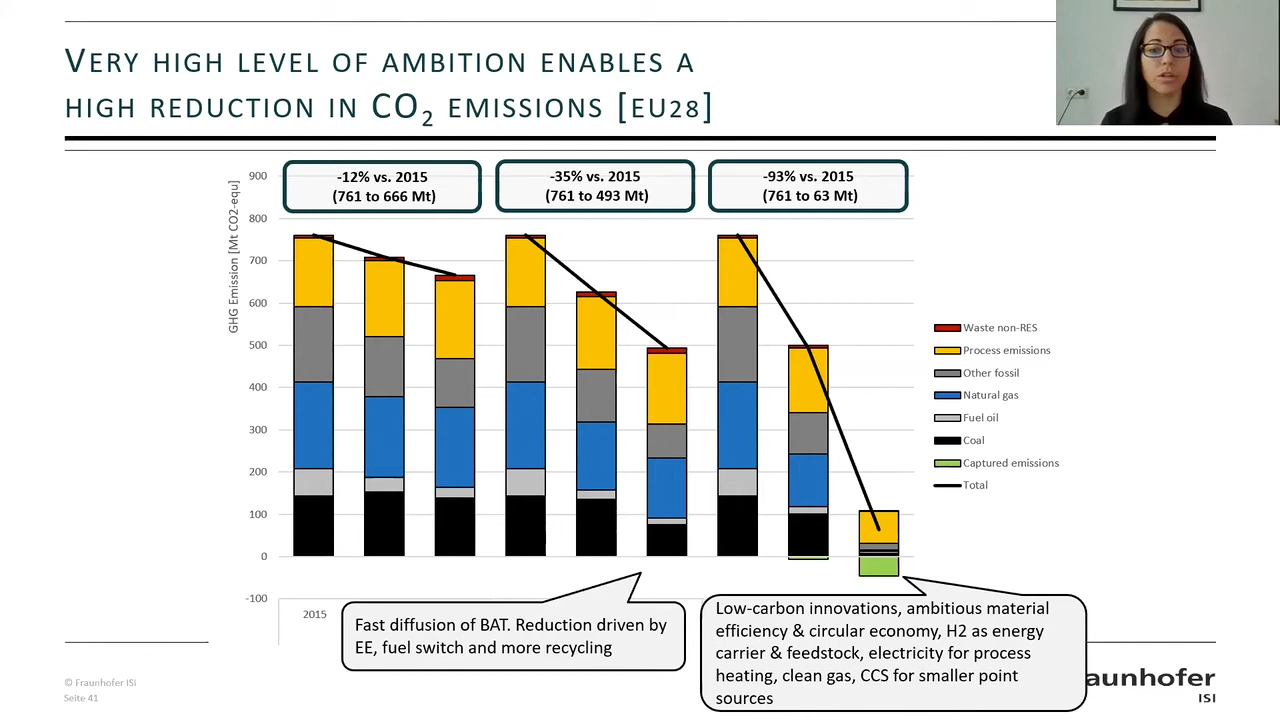 VERY HIGH LEVEL OF AMBITION ENABLES A
HIGH REDUCTION IN CO2 EMISSIONS [EU28]
GHG Emission [Mt CO2-equ]
900
800
700
600
500
400
300
200
100
0
-100
-12% vs. 2015
(761 to 666 Mt)
-35% vs. 2015
(761 to 493 Mt)
-93% vs. 2015
(761 to 63 Mt)
Waste non-RES
Process emissions
Other fossil
Natural gas
Fuel oil
Coal
Captured emissions
Total
2015
Fast diffusion of BAT. Reduction driven by
EE, fuel switch and more recycling
Low-carbon innovations, ambitious material
efficiency & circular economy, H2 as energy
carrier & feedstock, electricity for process
heating, clean gas, CCS for smaller point
sources
© Fraunhofer ISI
Seite 41
aunhofer
ISI